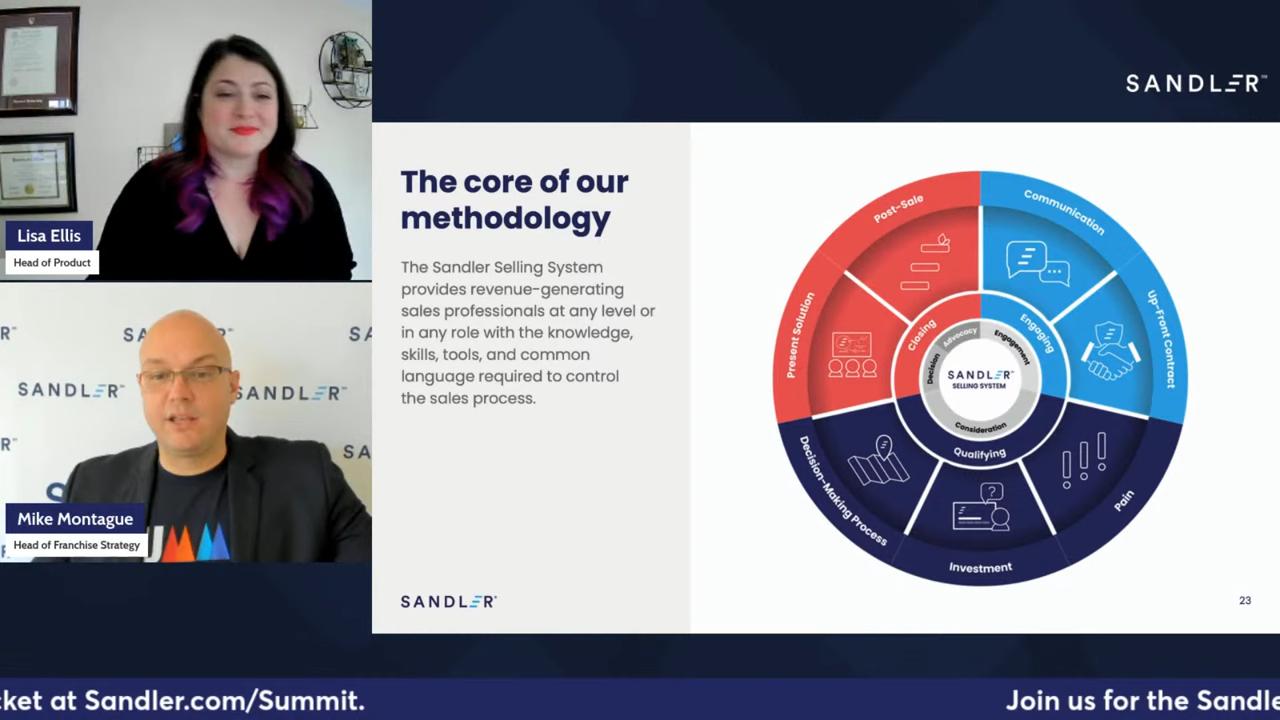 Lisa Ellis
Head of Product
SANDLER
SANDLER
SANDLER
SANDLER
Mike Montague
Head of Franchise Strategy
SANDLER™
The core of our
methodology
The Sandler Selling System
provides revenue-generating
sales professionals at any level or
in any role with the knowledge,
skills, tools, and common
language required to control
the sales process.
Post-Sale
Communication
Present Solution
Up-Front Contract
Closing
Engaging
Advocacy
Engagement
Decision
SANDLER
SELLING SYSTEM
Consideration
Qualifying
Decision-Making Process
Investment
Pain
SANDLER
23
cket at Sandler.com/Summit.
Join us for the Sandle